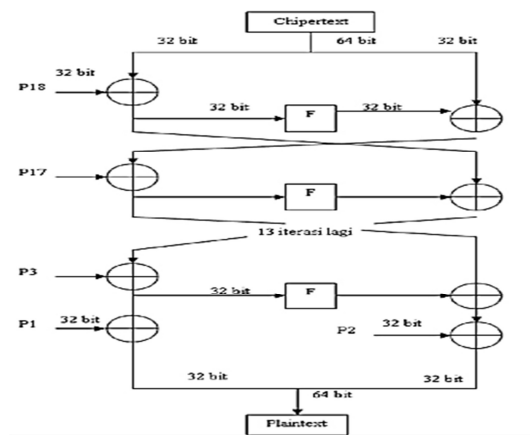 Chipertext
32 bit 64 bit 32 bit
P18 32 bit
32 bit F 32 bit
P17
F
13 iterasi lagi
P3
32 bit F
P1 32 bit
P2 32 bit
32 bit 32 bit
64 bit
Plaintext